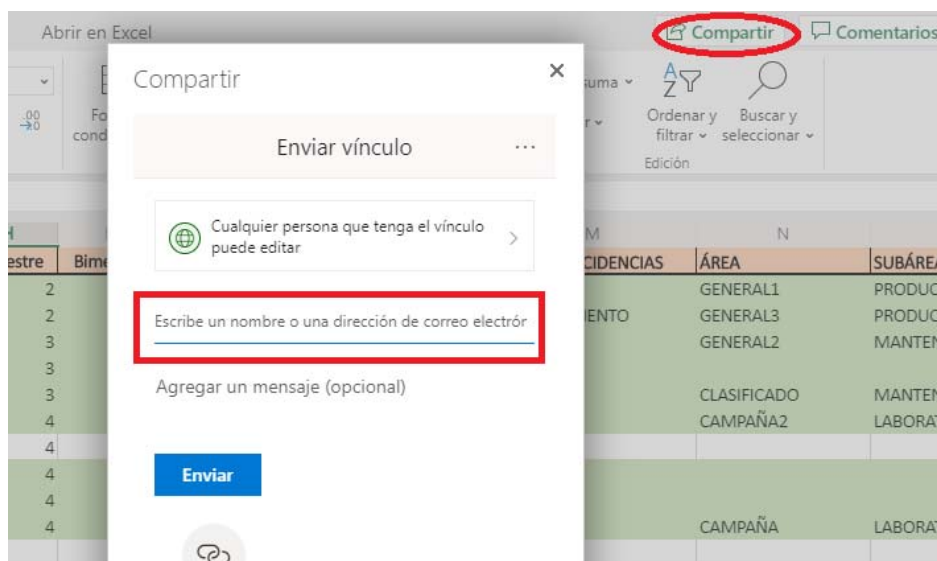 Abrir en Excel
Compartir
Comentarios
Compartir
uma
Ordenar y
filtrar
Buscar y
seleccionar
Edición
.00
Enviar vínculo
...
Cualquier persona que tenga el vínculo
puede editar
Escribe un nombre o una dirección de correo electrór
Agregar un mensaje (opcional)
Enviar
H M N
estre Bime CIDENCIAS ÁREA SUBÁREA
2 GENERAL1 PRODUC
2 IENTO GENERAL3 PRODUC
3 GENERAL2 MANTEN
3
3 CLASIFICADO MANTEN
4 CAMPAÑA2 LABORAT
4
4
4
4 CAMPAÑA LABORAT